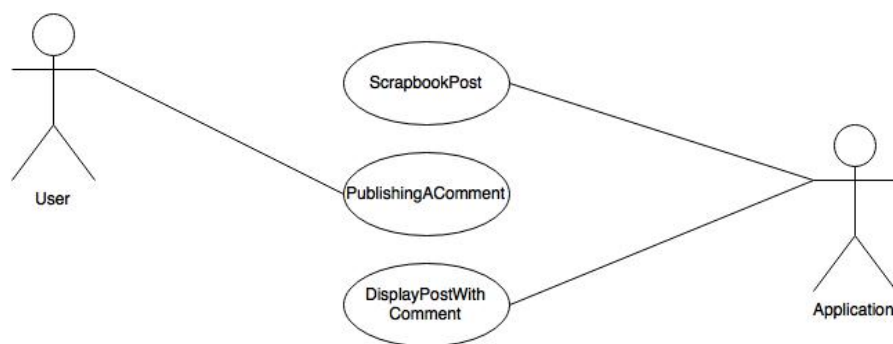 ScrapbookPost
User
PublishingAComment
DisplayPostWith
Comment
Application